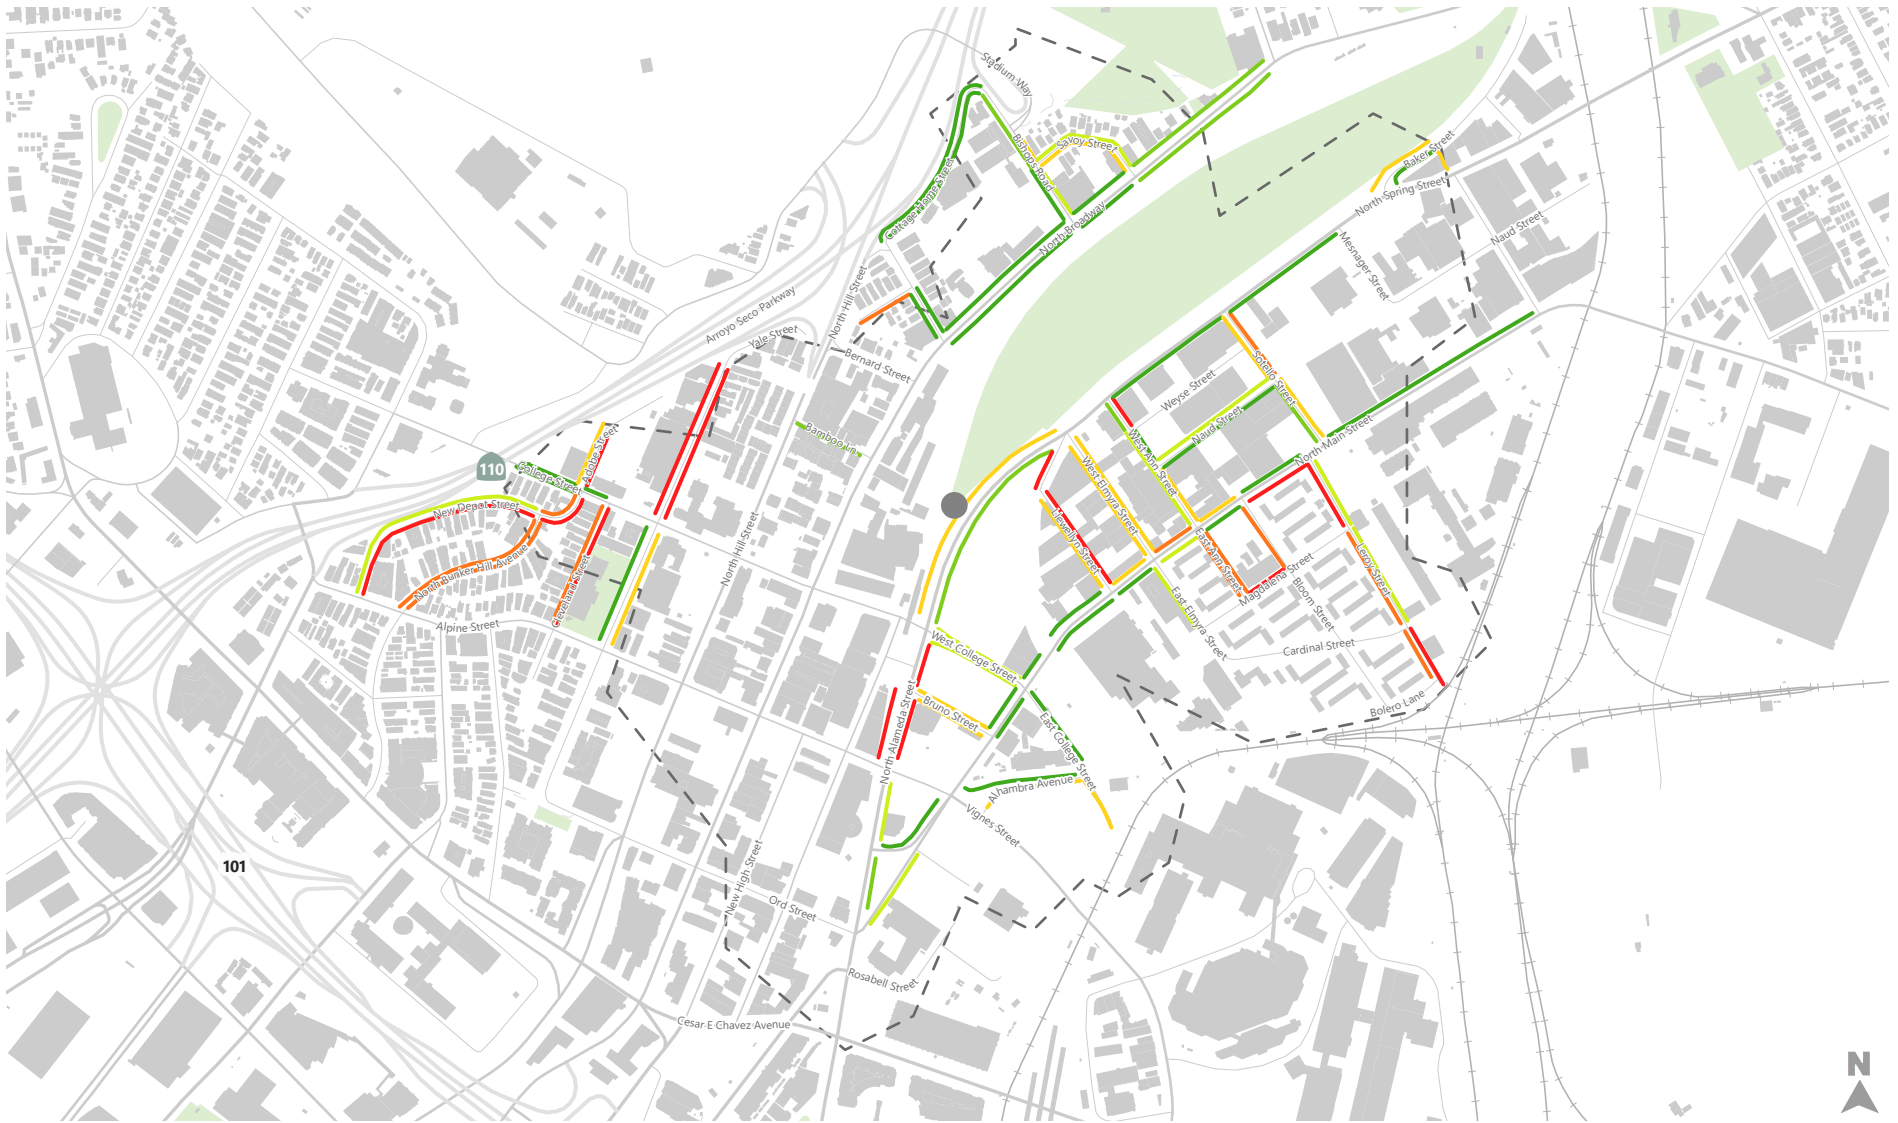 Stadium Way
Bishops Road
Savoy Street
Baker Street
Cottage Home Street
North Spring Street
North Broadway
Naud Street
Mesnager Street
Arroyo Seco Parkway
North Hill Street
Yale Street
Bernard Street
Sotello Street
Weyse Street
Bamboo Ln
Naud Street
North Main Street
Adobe Street
110
College Street
West Ann Street
West Elmyra Street
New Depot Street
Llewellyn Street
North Hill Street
North Bunker Hill Avenue
East Ann Street
Leroy Street
Cleveland Street
Magdalena Street
Bloom Street
East Elmyra Street
Alpine Street
West College Street
Cardinal Street
Bolero Lane
Bruno Street
North Alameda Street
East College Street
Alhambra Avenue
Vignes Street
101
New High Street
Ord Street
Rosabell Street
Cesar E Chavez Avenue
N